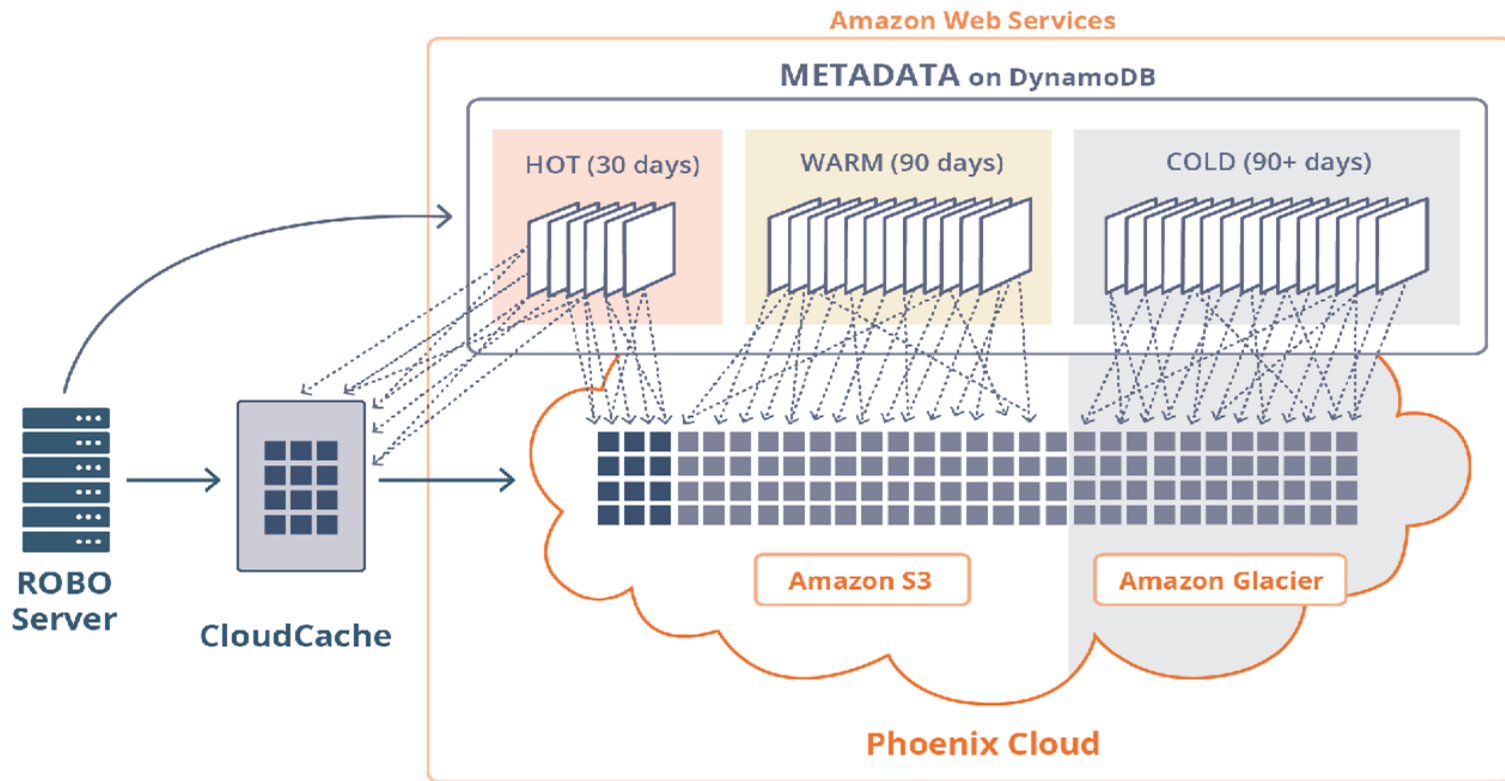 Amazon Web Services
METADATA on DynamoDB
HOT (30 days)
WARM (90 days)
COLD (90+ days)
ROBO
Server
CloudCache
Amazon S3
Amazon Glacier
Phoenix Cloud